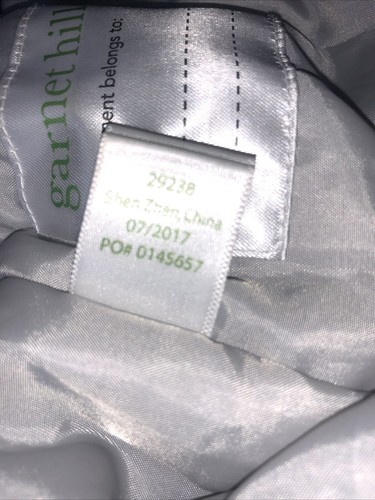 garnet hill
ment belongs to:
29238
Shen Zhen, China
07/2017
PO# 0145657